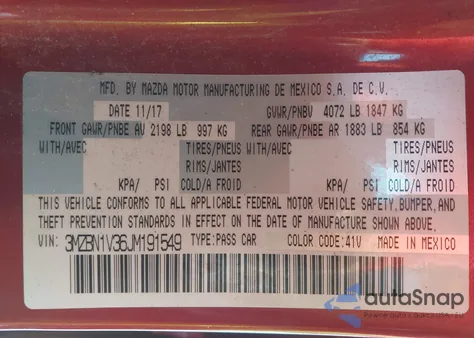 MFD. BY MAZDA MOTOR MANUFACTURING DE MEXICO S.A. DE C.V.
DATE 11/17 GVWR/PNBV 4072 LB 1847 KG
FRONT GAWR/PNBE AV 2198 LB 997 KG REAR GAWR/PNBE AR 1883 LB 854 KG
WITH/AVEC TIRES/PNEUS WITH/AVEC TIRES/PNEUS
RIMS/JANTES RIMS/JANTES
KPA/ PSI COLD/A FROID KPA/ PSI COLD/A FROID
THIS VEHICLE CONFORMS TO ALL APPLICABLE FEDERAL MOTOR VEHICLE SAFETY, BUMPER, AND
THEFT PREVENTION STANDARDS IN EFFECT ON THE DATE OF MANUFACTURE SHOWN ABOVE.
VIN: 3MZBN1V36JM191549 TYPE:PASS CAR COLOR CODE:41V MADE IN MEXICO
autaSnap